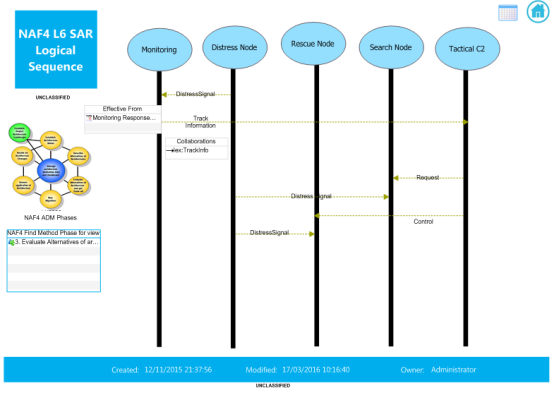 NAF4 L6 SAR
Logical
Sequence
UNCLASSIFIED
Monitoring
Distress Node
Rescue Node
Search Node
Tactical C2
DistressSignal
Effective From
Monitoring Response...
Track
Information
Collaborations
ex:TrackInfo
Request
Distress Signal
Control
DistressSignal
NAF4 ADM Phases
NAF4 Find Method Phase for view
3. Evaluate Alternatives of ar...
Created: 12/11/2015 21:37:56
Modified: 17/03/2016 10:16:40
Owner: Administrator
UNCLASSIFIED